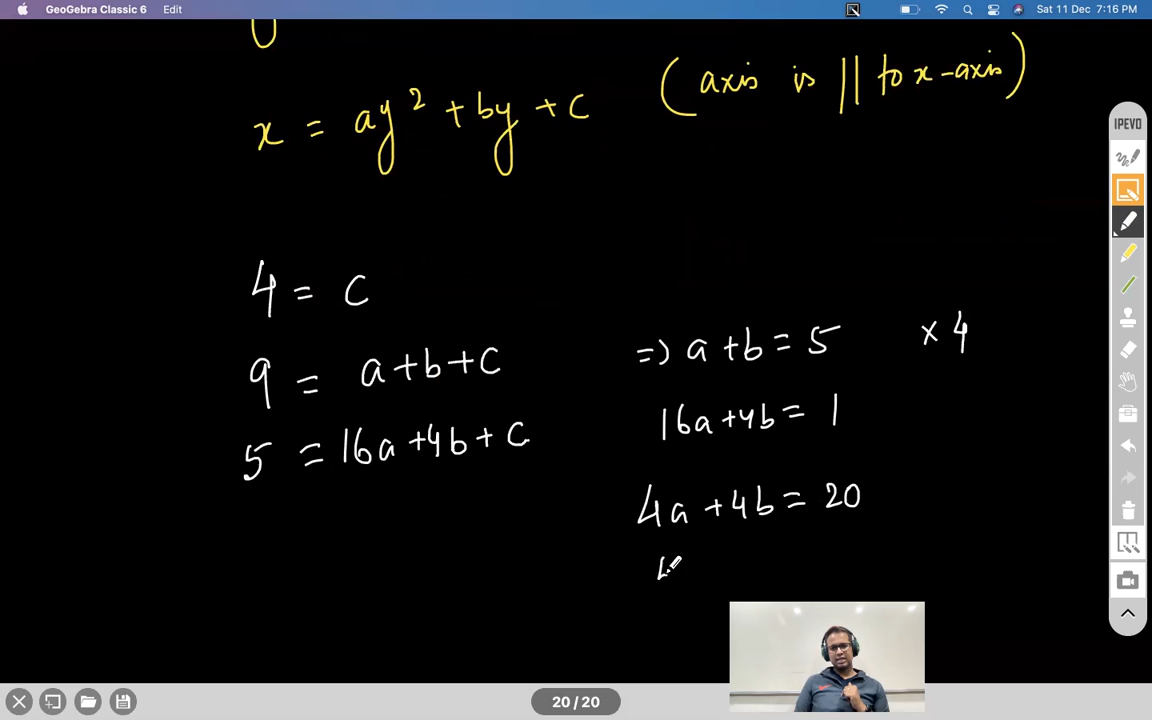 GeoGebra Classic 6 Edit Sat 11 Dec 7:16 PM
x = ay² + by + c (axis is || to x-axis)
IPEVO
4 = c
9 = a+b+c
5 = 16a+4b+c
=> a+b = 5 × 4
16a+4b = 1
4a+4b = 20
20 / 20